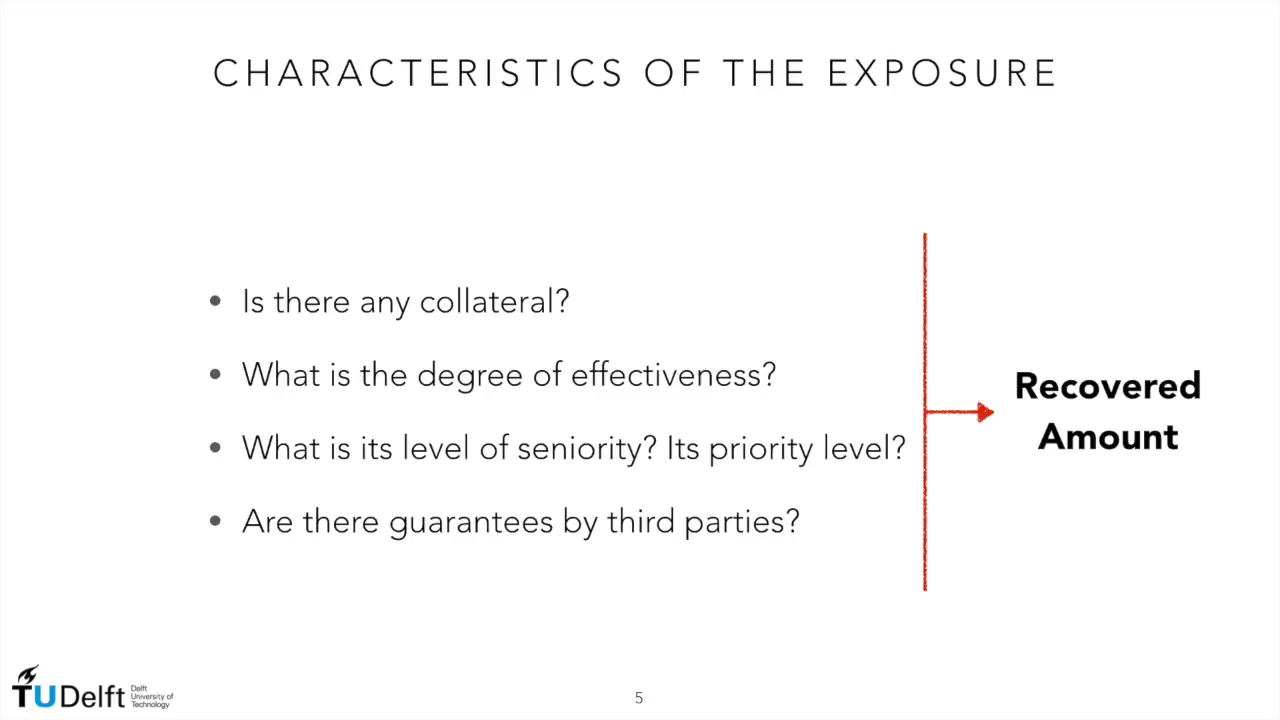 CHARACTERISTICS OF THE EXPOSURE
• Is there any collateral?
• What is the degree of effectiveness?
• What is its level of seniority? Its priority level?
• Are there guarantees by third parties?
Recovered
Amount
TUDelft
Delft
University of
Technology
5